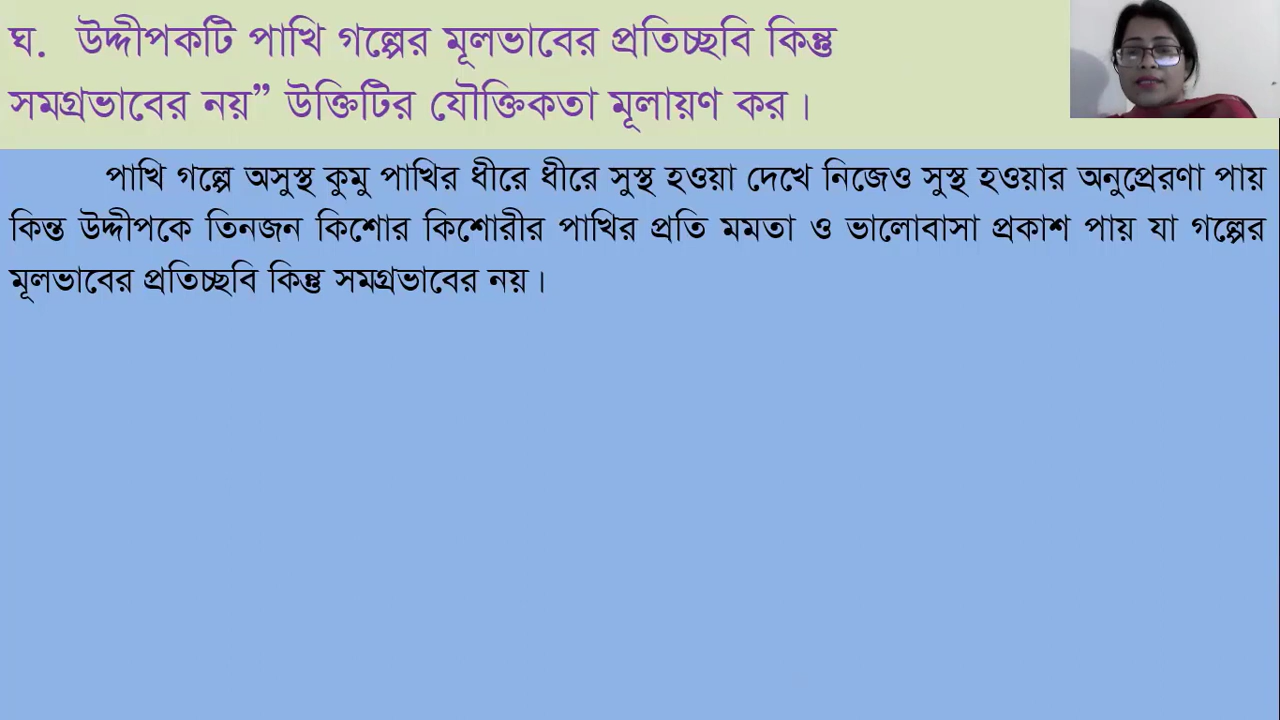 ঘ. উদ্দীপকটি পাখি গল্পের মূলভাবের প্রতিচ্ছবি কিন্তু
সমগ্রভাবের নয়” উক্তিটির যৌক্তিকতা মূলায়ণ কর।
পাখি গল্পে অসুস্থ কুমু পাখির ধীরে ধীরে সুস্থ হওয়া দেখে নিজেও সুস্থ হওয়ার অনুপ্রেরণা পায়
কিন্ত উদ্দীপকে তিনজন কিশোর কিশোরীর পাখির প্রতি মমতা ও ভালোবাসা প্রকাশ পায় যা গল্পের
মূলভাবের প্রতিচ্ছবি কিন্তু সমগ্রভাবের নয়।